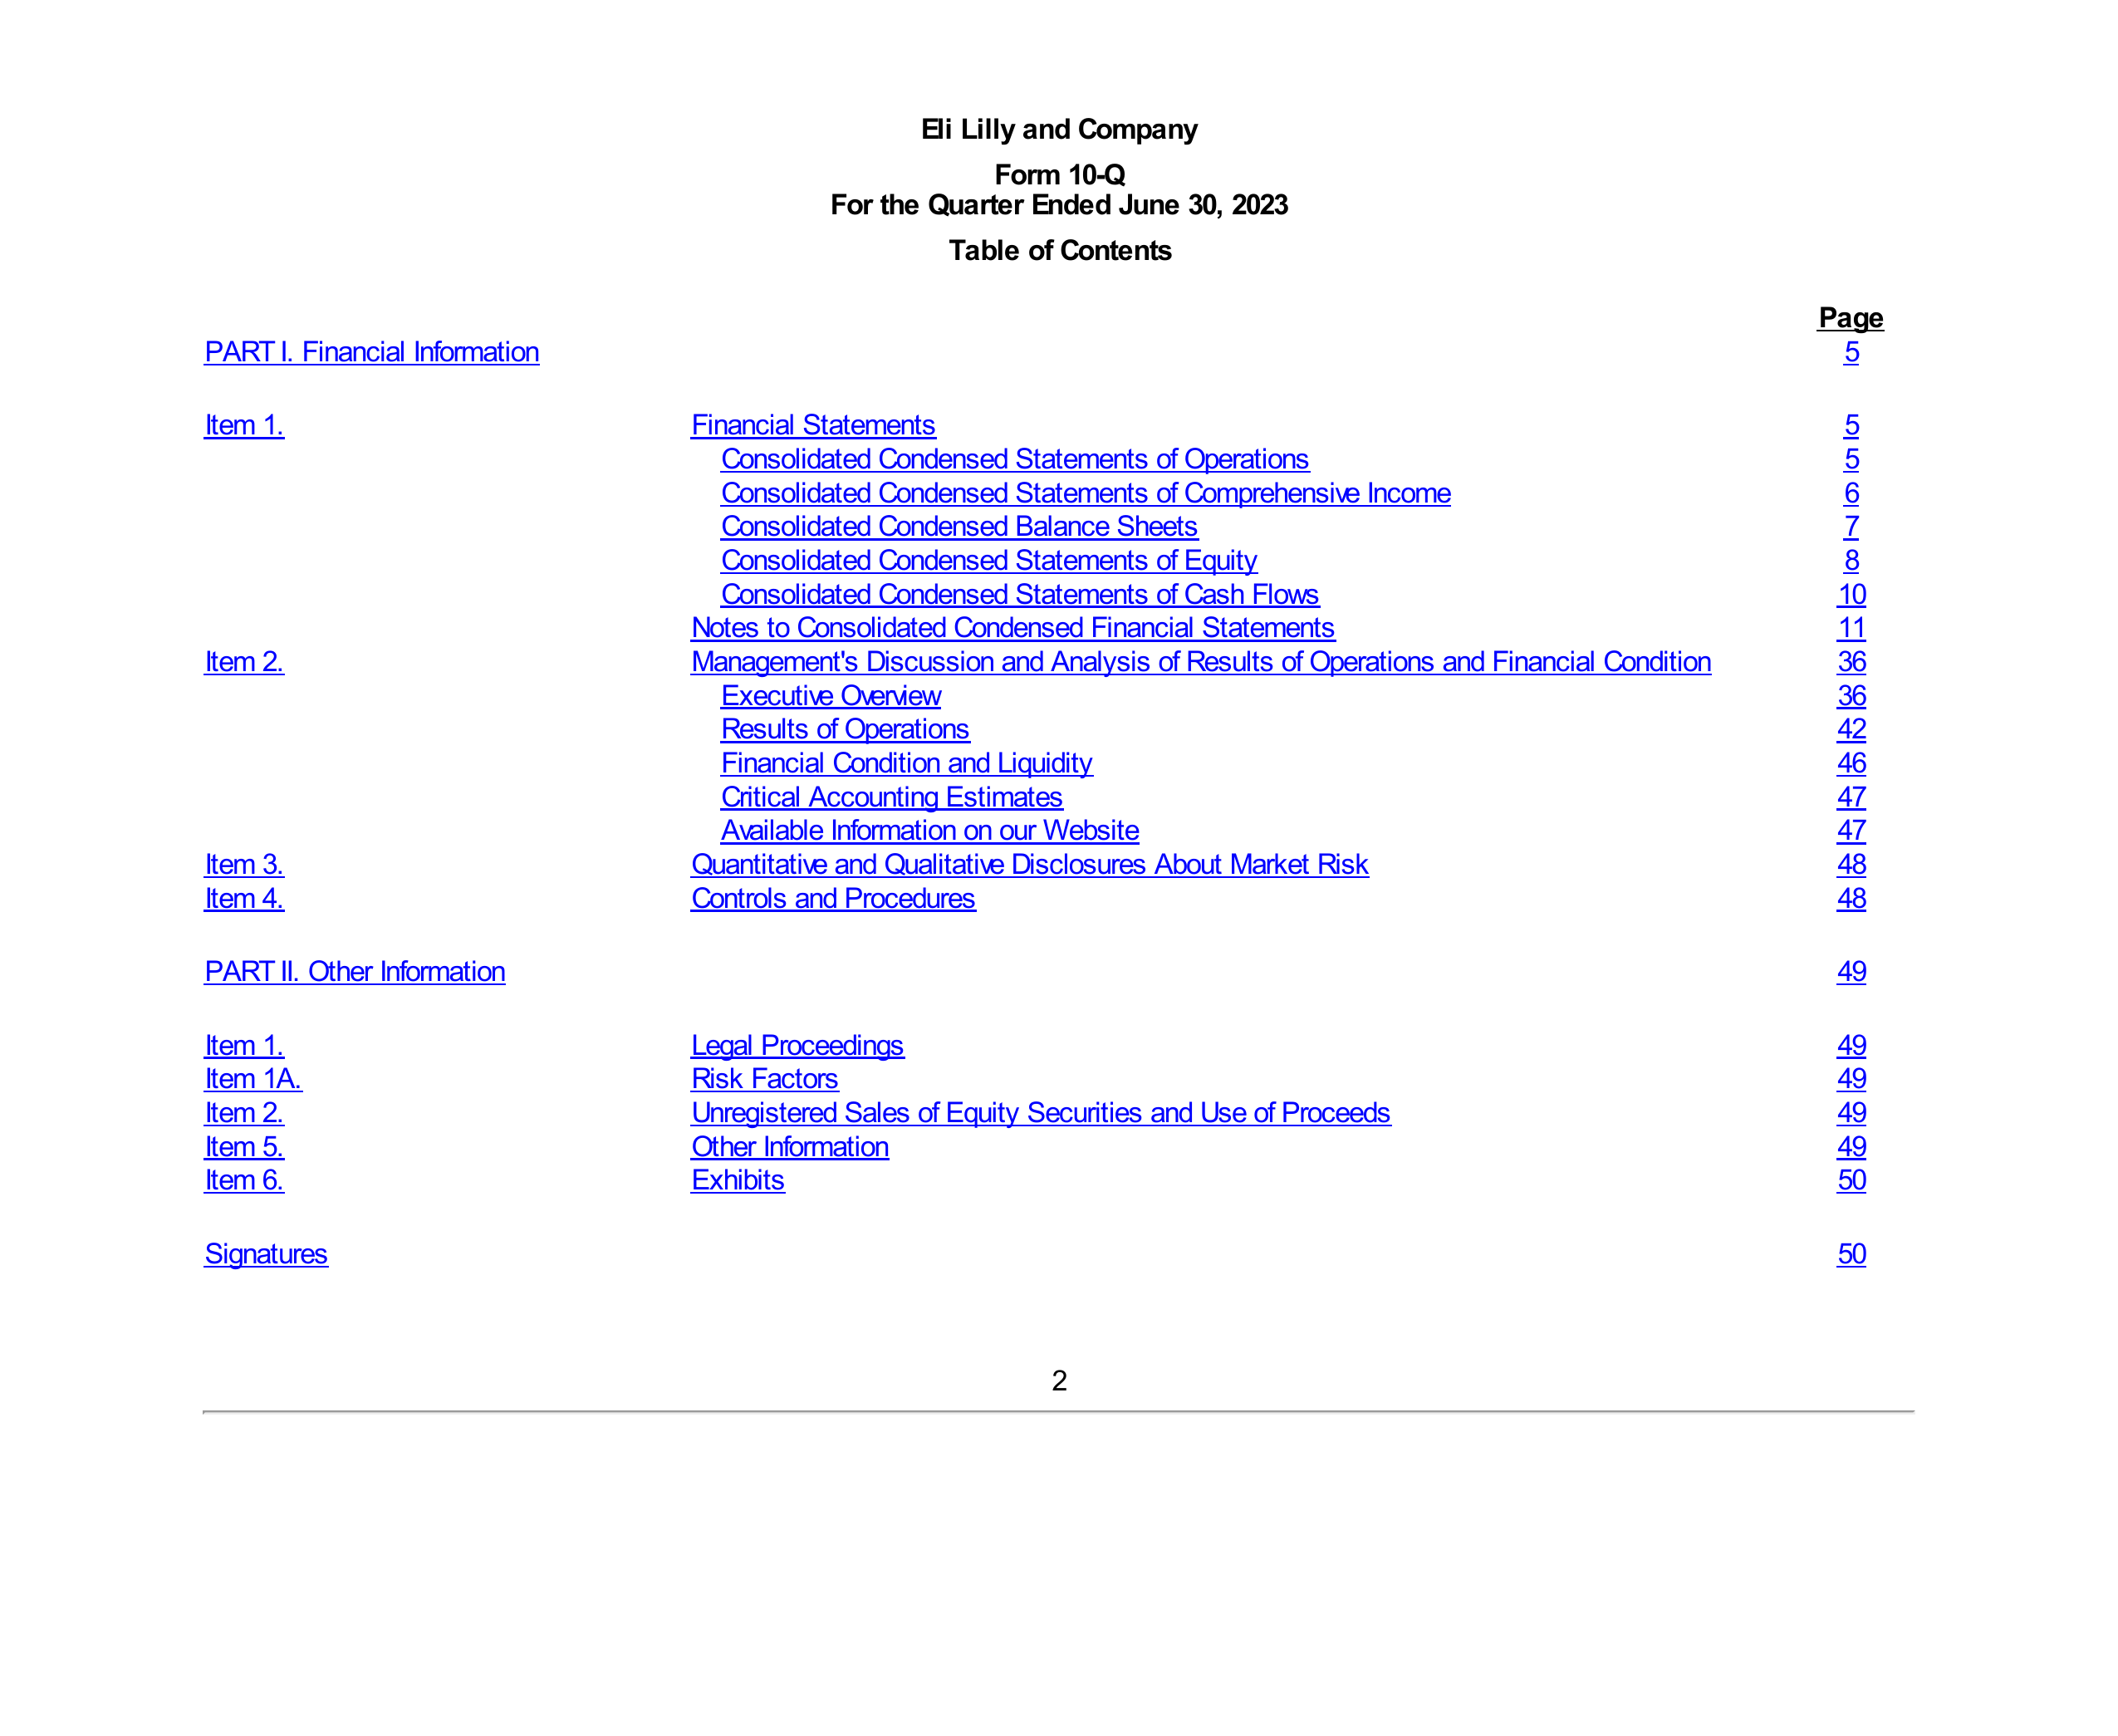 Eli Lilly and Company
Form 10-Q
For the Quarter Ended June 30, 2023
Table of Contents
Page
PART I. Financial Information 5
Item 1. Financial Statements 5
Consolidated Condensed Statements of Operations 5
Consolidated Condensed Statements of Comprehensive Income 6
Consolidated Condensed Balance Sheets 7
Consolidated Condensed Statements of Equity 8
Consolidated Condensed Statements of Cash Flows 10
Notes to Consolidated Condensed Financial Statements 11
Item 2. Management's Discussion and Analysis of Results of Operations and Financial Condition 36
Executive Overview 36
Results of Operations 42
Financial Condition and Liquidity 46
Critical Accounting Estimates 47
Available Information on our Website 47
Item 3. Quantitative and Qualitative Disclosures About Market Risk 48
Item 4. Controls and Procedures 48
PART II. Other Information 49
Item 1. Legal Proceedings 49
Item 1A. Risk Factors 49
Item 2. Unregistered Sales of Equity Securities and Use of Proceeds 49
Item 5. Other Information 49
Item 6. Exhibits 50
Signatures 50
2